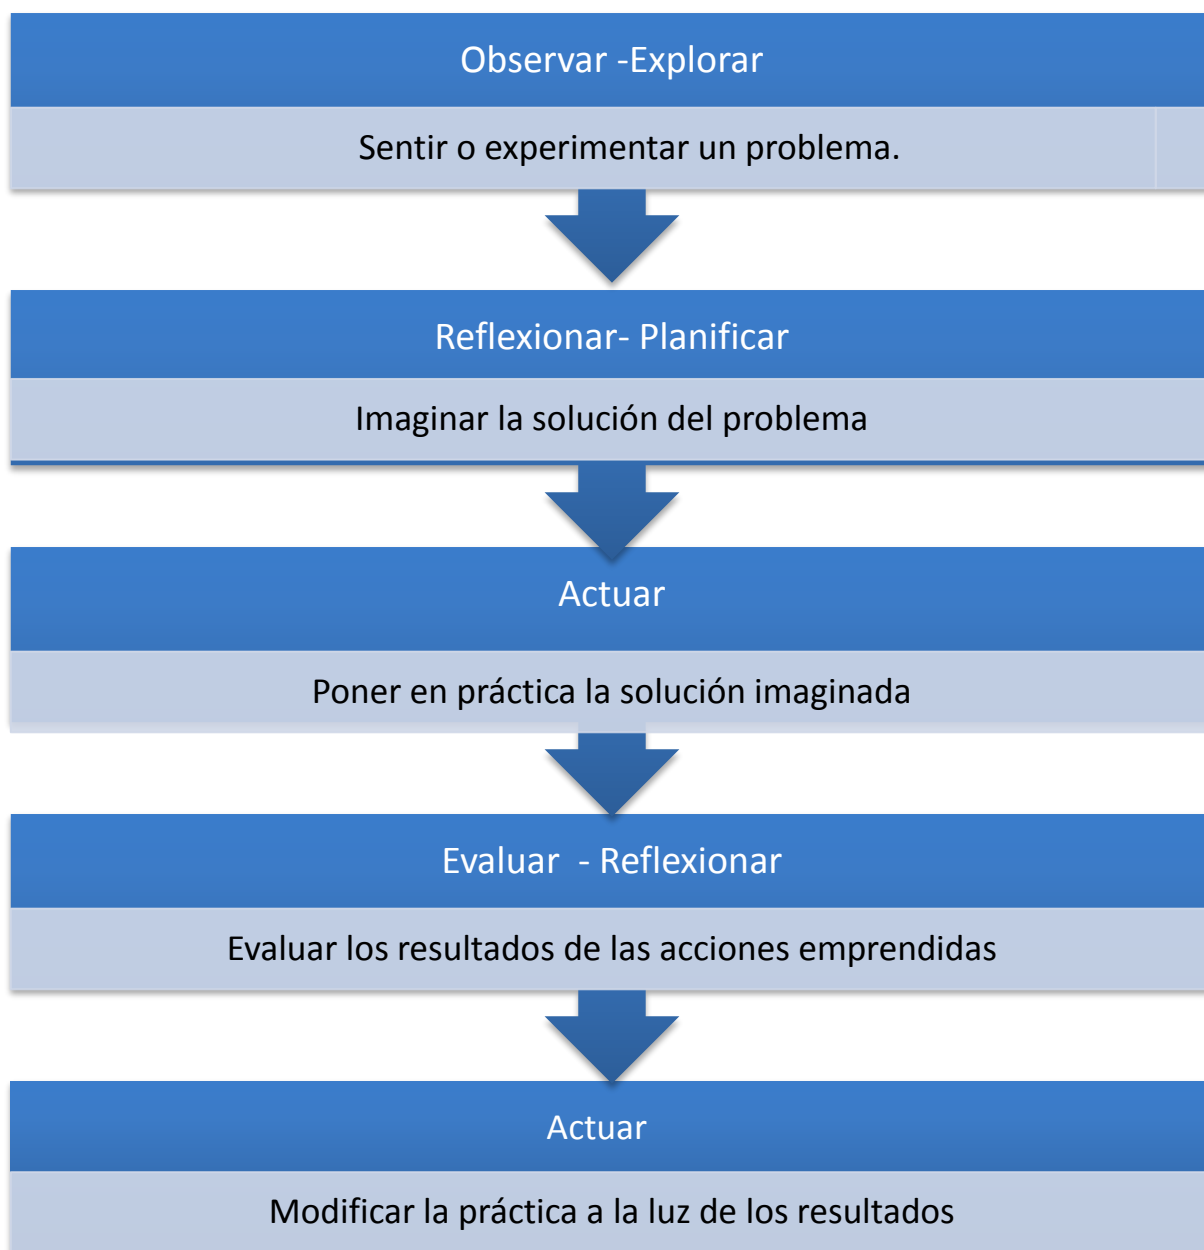 Observar -Explorar
Sentir o experimentar un problema.
Reflexionar- Planificar
Imaginar la solución del problema
Actuar
Poner en práctica la solución imaginada
Evaluar  - Reflexionar
Evaluar los resultados de las acciones emprendidas
Actuar
Modificar la práctica a la luz de los resultados